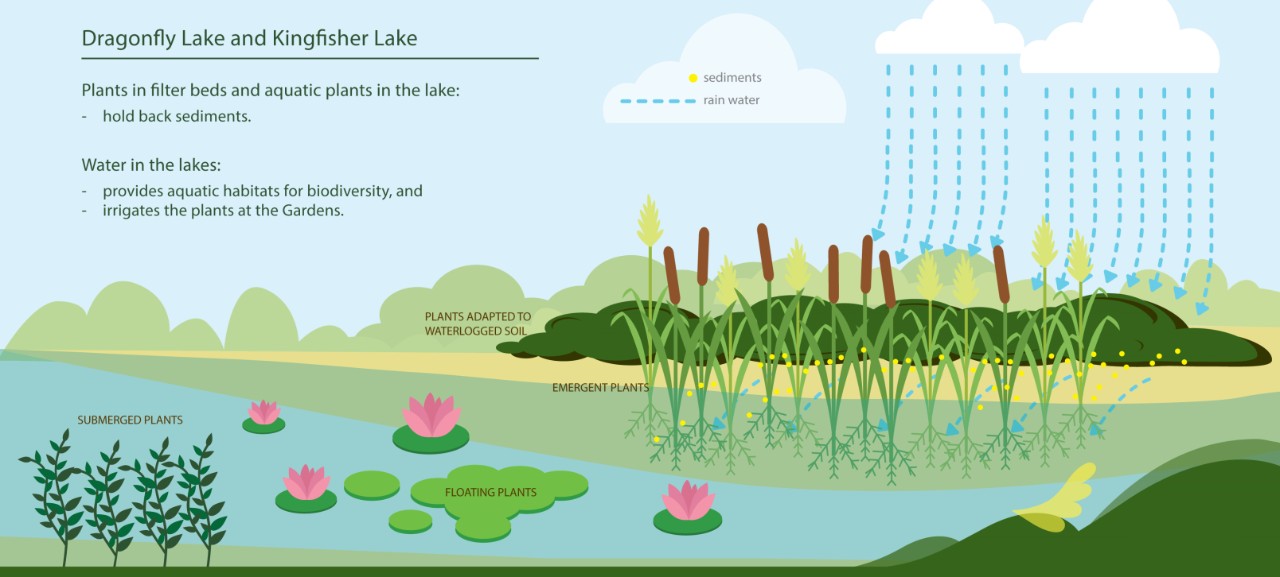 Dragonfly Lake and Kingfisher Lake
Plants in filter beds and aquatic plants in the lake:
- hold back sediments.
Water in the lakes:
- provides aquatic habitats for biodiversity, and
- irrigates the plants at the Gardens.
sediments
rain water
PLANTS ADAPTED TO
WATERLOGGED SOIL
EMERGENT PLANTS
SUBMERGED PLANTS
FLOATING PLANTS